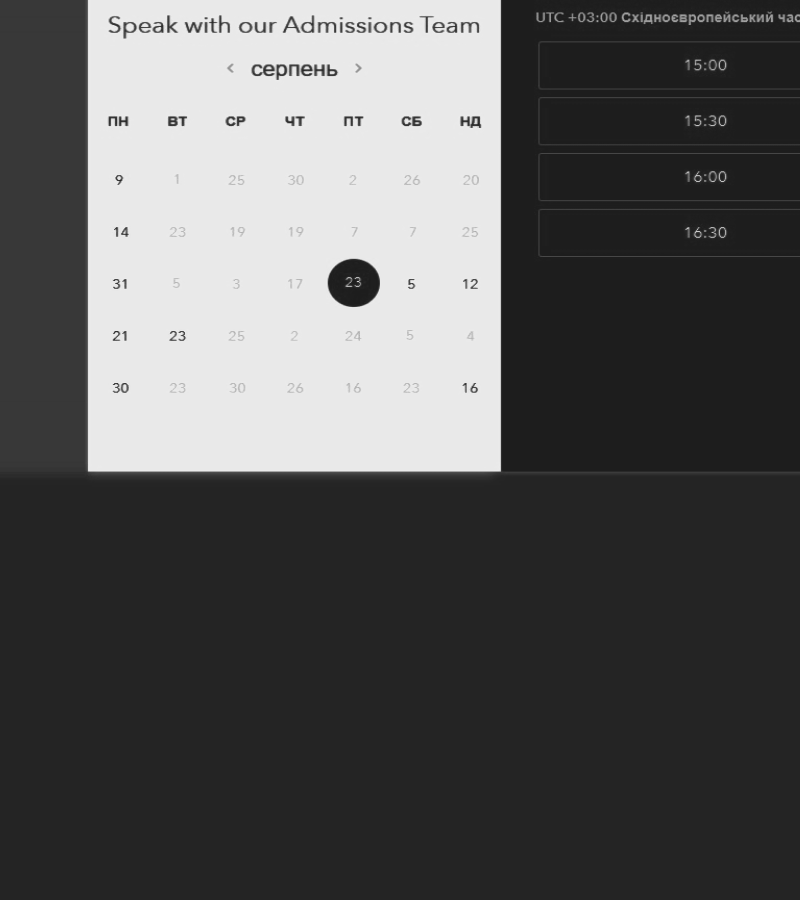 Speak with our Admissions Team
‹ серпень ›
ПН ВТ СР ЧТ ПТ СБ НД
9 1 25 30 2 26 20
14 23 19 19 7 7 25
31 5 3 17 23 5 12
21 23 25 2 24 5 4
30 23 30 26 16 23 16
UTC +03:00 Східноєвропейський час
15:00
15:30
16:00
16:30